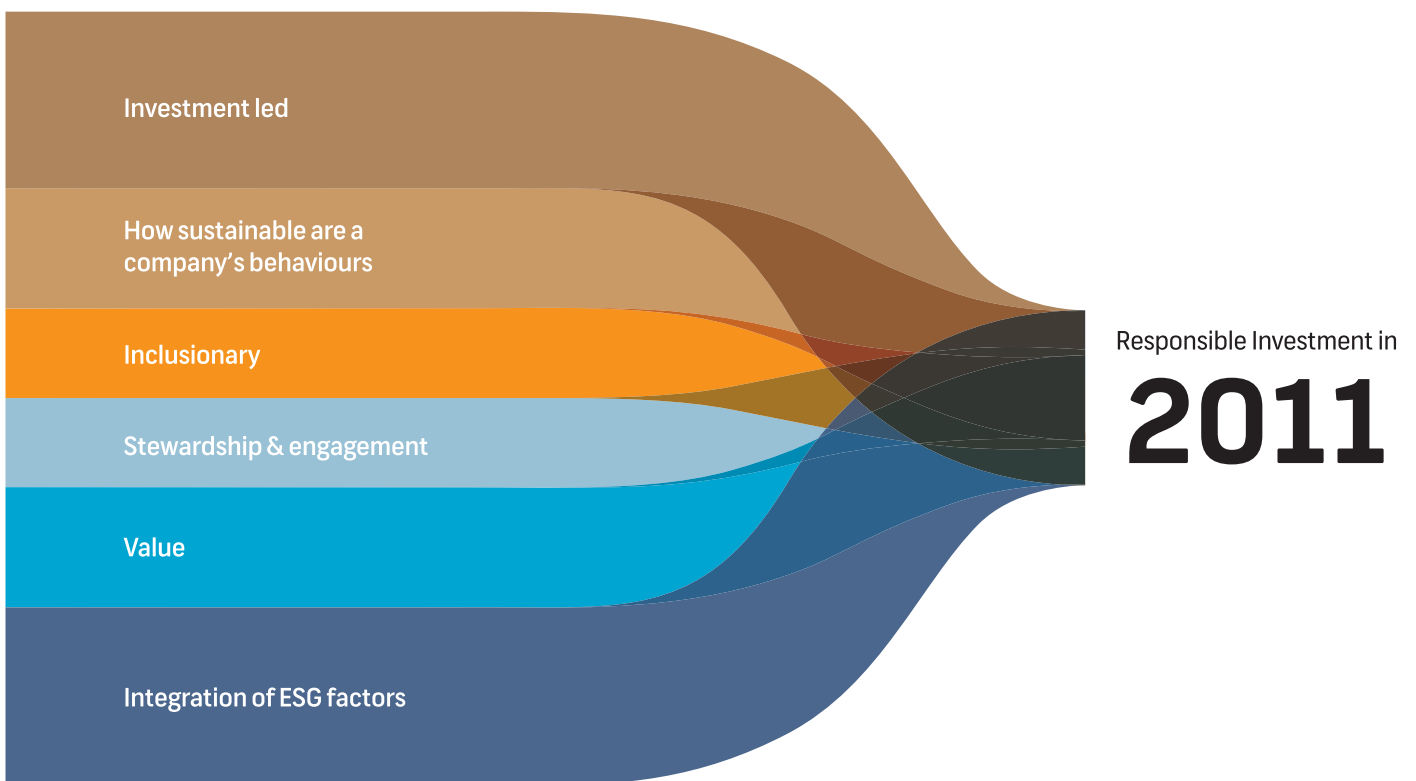 Investment led
How sustainable are a
company’s behaviours
Inclusionary
Stewardship & engagement
Value
Integration of ESG factors
Responsible Investment in
2011